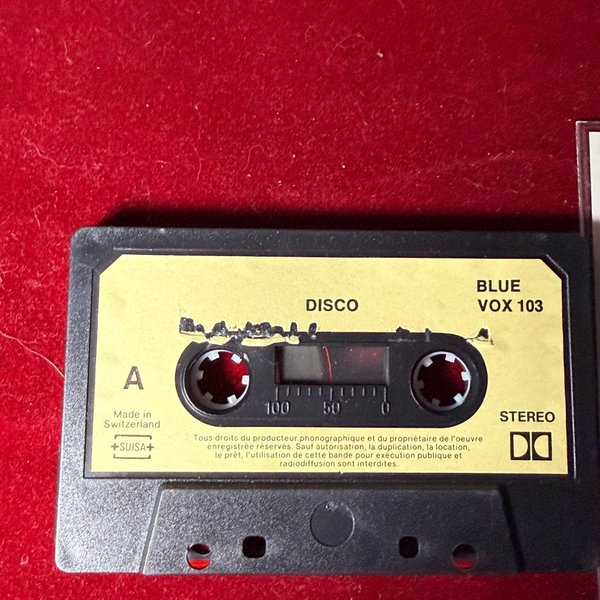 DISCO
BLUE
VOX 103
A
100 50 0
Made in
Switzerland
+SUISA+
STEREO
Tous droits du producteur phonographique et du propriétaire de l'oeuvre
enregistrée réservés. Sauf autorisation, la duplication, la location,
le prêt, l'utilisation de cette bande pour exécution publique et
radiodiffusion sont interdites.